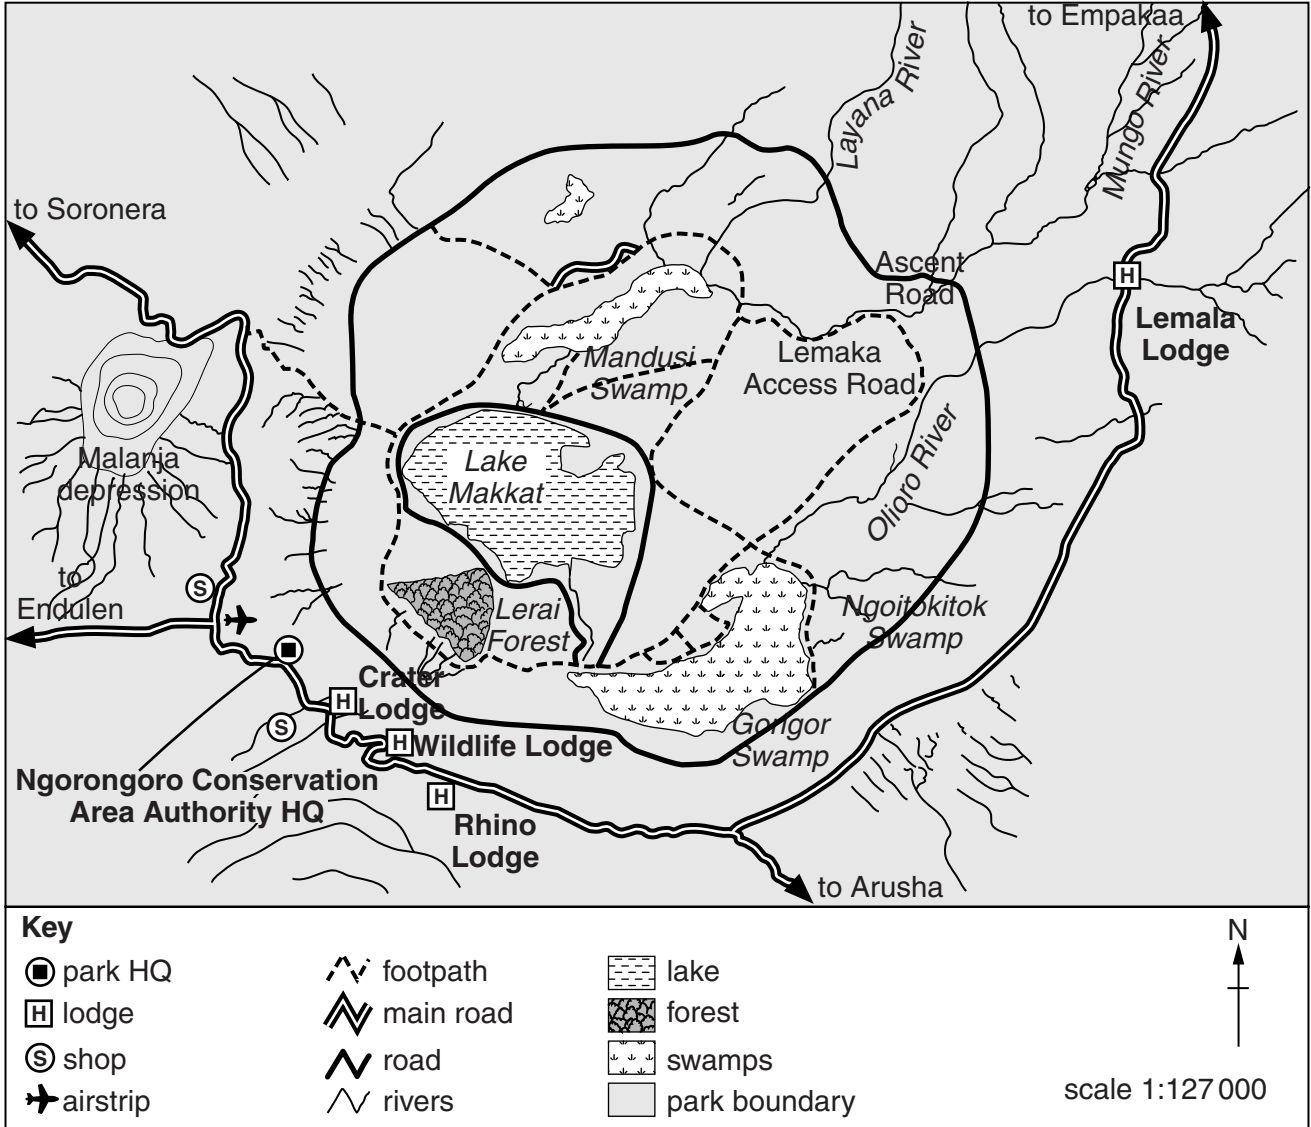 to Empakaa
Layana River
Mungo River
to Soronera
Ascent
Road
H
Lemala
Lodge
Mandusi
Swamp
Lemaka
Access Road
Lake
Makkat
Malanja
depression
Olioro River
to
Endulen
S
Lerai
Forest
Ngoitokitok
Swamp
Crater
Lodge
H
S
Gorigor
Swamp
H
Wildlife Lodge
Ngorongoro Conservation
Area Authority HQ
H
Rhino
Lodge
to Arusha
Key
park HQ
H lodge
S shop
airstrip
footpath
main road
road
rivers
lake
forest
swamps
park boundary
N
scale 1:127 000